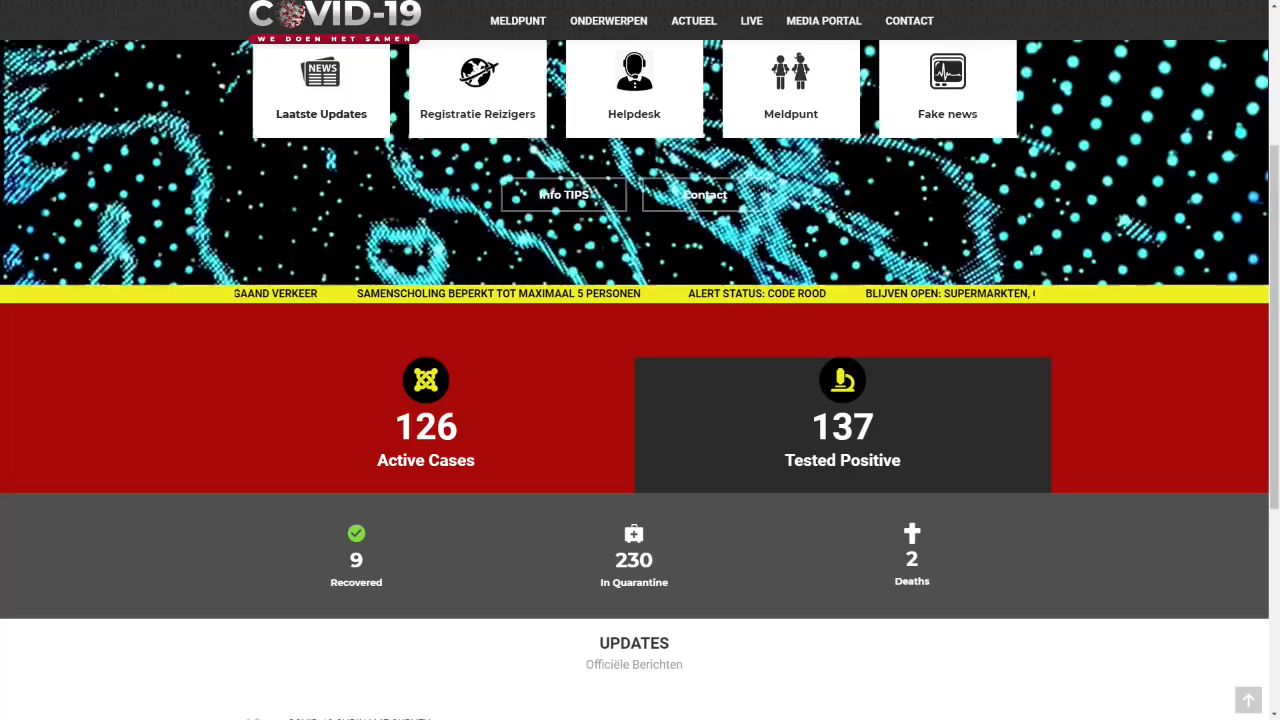 COVID-19
WE DOEN HET SAMEN
MELDPUNT ONDERWERPEN ACTUEEL LIVE MEDIA PORTAL CONTACT
NEWS
Laatste Updates Registratie Reizigers Helpdesk Meldpunt Fake news
Info TIPS Contact
GAAND VERKEER SAMENSCHOLING BEPERKT TOT MAXIMAAL 5 PERSONEN ALERT STATUS: CODE ROOD BLIJVEN OPEN: SUPERMARKTEN,
126 137
Active Cases Tested Positive
9 230 2
Recovered In Quarantine Deaths
UPDATES
Officiële Berichten